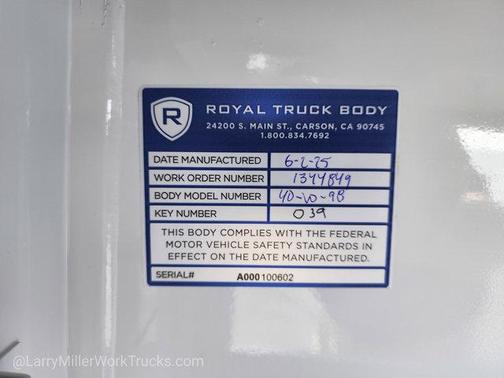 R ROYAL TRUCK BODY
24200 S. MAIN ST., CARSON, CA 90745
1.800.834.7692
DATE MANUFACTURED 6-2-25
WORK ORDER NUMBER 1344849
BODY MODEL NUMBER 40-VO-98
KEY NUMBER 039
THIS BODY COMPLIES WITH THE FEDERAL
MOTOR VEHICLE SAFETY STANDARDS IN
EFFECT ON THE DATE MANUFACTURED.
SERIAL# A000100602
@LarryMillerWorkTrucks.com